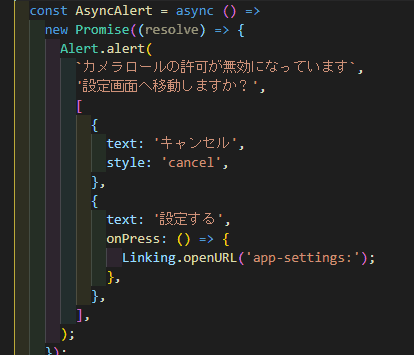 const AsyncAlert = async () =>
new Promise((resolve) => {
Alert.alert(
`カメラロールの許可が無効になっています`,
'設定画面へ移動しますか？',
[
{
text: 'キャンセル',
style: 'cancel',
},
{
text: '設定する',
onPress: () => {
Linking.openURL('app-settings:');
},
},
],
);
});